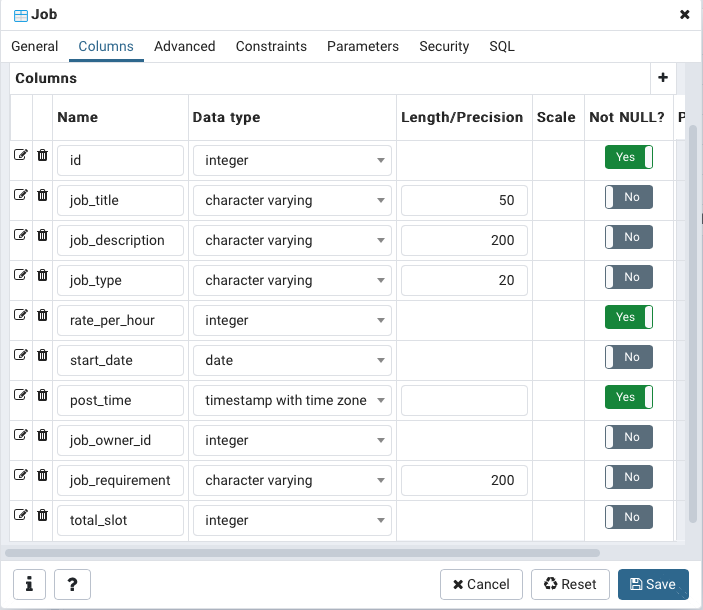 Job
General Columns Advanced Constraints Parameters Security SQL
Columns
Name Data type Length/Precision Scale Not NULL? P
id integer Yes
job_title character varying 50 No
job_description character varying 200 No
job_type character varying 20 No
rate_per_hour integer Yes
start_date date No
post_time timestamp with time zone Yes
job_owner_id integer No
job_requirement character varying 200 No
total_slot integer No
i ? Cancel Reset Save